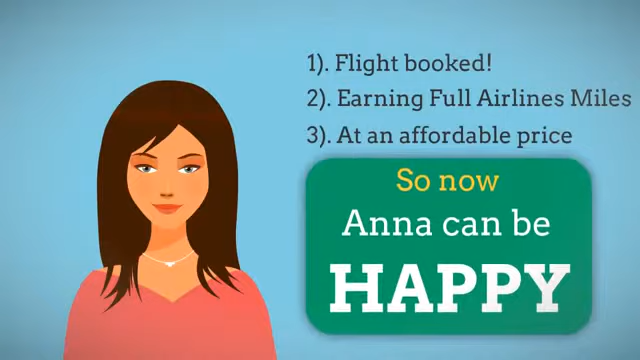 1). Flight booked!
2). Earning Full Airlines Miles
3). At an affordable price
So now
Anna can be
HAPPY